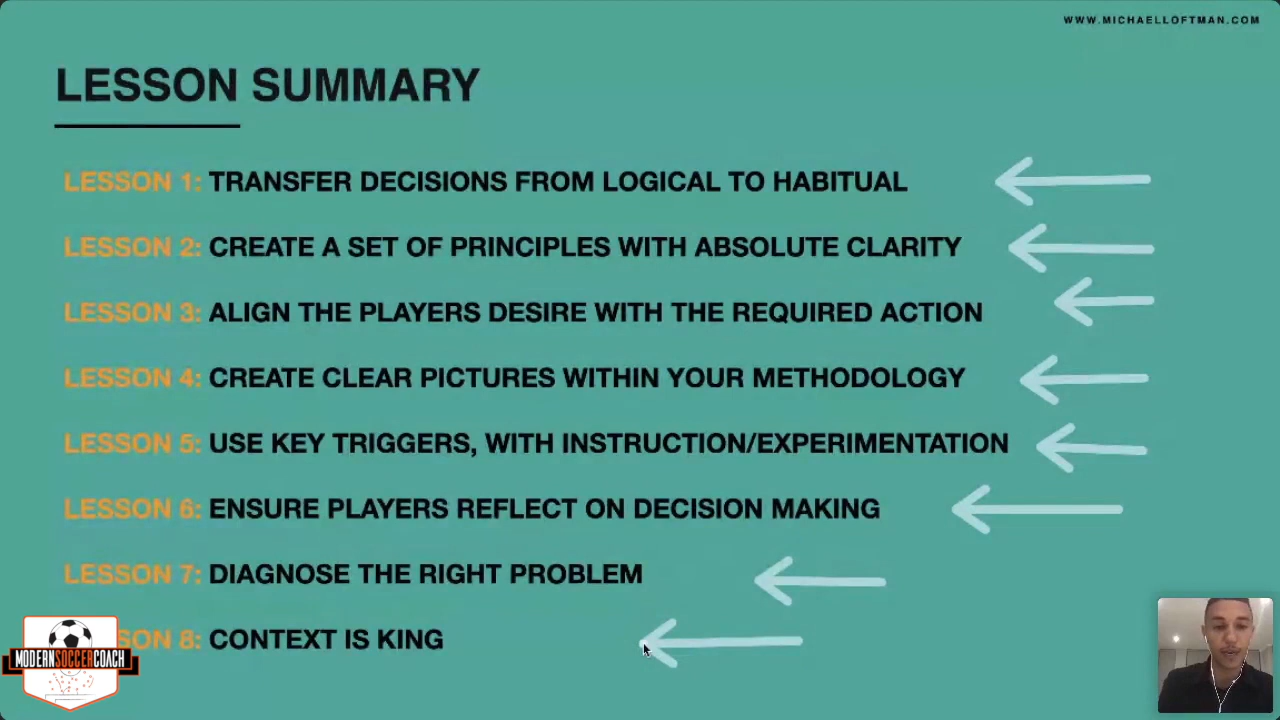 WWW.MICHAELLOFTMAN.COM
LESSON SUMMARY
LESSON 1: TRANSFER DECISIONS FROM LOGICAL TO HABITUAL
LESSON 2: CREATE A SET OF PRINCIPLES WITH ABSOLUTE CLARITY
LESSON 3: ALIGN THE PLAYERS DESIRE WITH THE REQUIRED ACTION
LESSON 4: CREATE CLEAR PICTURES WITHIN YOUR METHODOLOGY
LESSON 5: USE KEY TRIGGERS, WITH INSTRUCTION/EXPERIMENTATION
LESSON 6: ENSURE PLAYERS REFLECT ON DECISION MAKING
LESSON 7: DIAGNOSE THE RIGHT PROBLEM
SON 8: CONTEXT IS KING
MODERNSOCCERCOACH